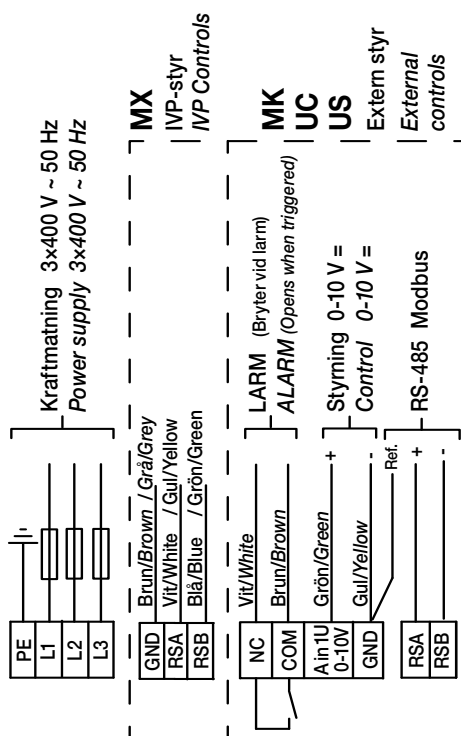 PE
L1
L2
L3
Kraftmatning 3x400 V ~ 50 Hz
Power supply 3x400 V ~ 50 Hz
GND
RSA
RSB
Brun/Brown / Grå/Grey
Vit/White / Gul/Yellow
Blå/Blue / Grön/Green
MX
IVP-styr
IVP Controls
NC
COM
A in1U
0-10V
GND
RSA
RSB
Vit/White
Brun/Brown
Grön/Green
Gul/Yellow
+
-
Ref.
+
-
LARM (Bryter vid larm)
ALARM (Opens when triggered)
Styrning 0-10 V =
Control 0-10 V =
RS-485 Modbus
MK
UC
US
Extern styr
External
controls